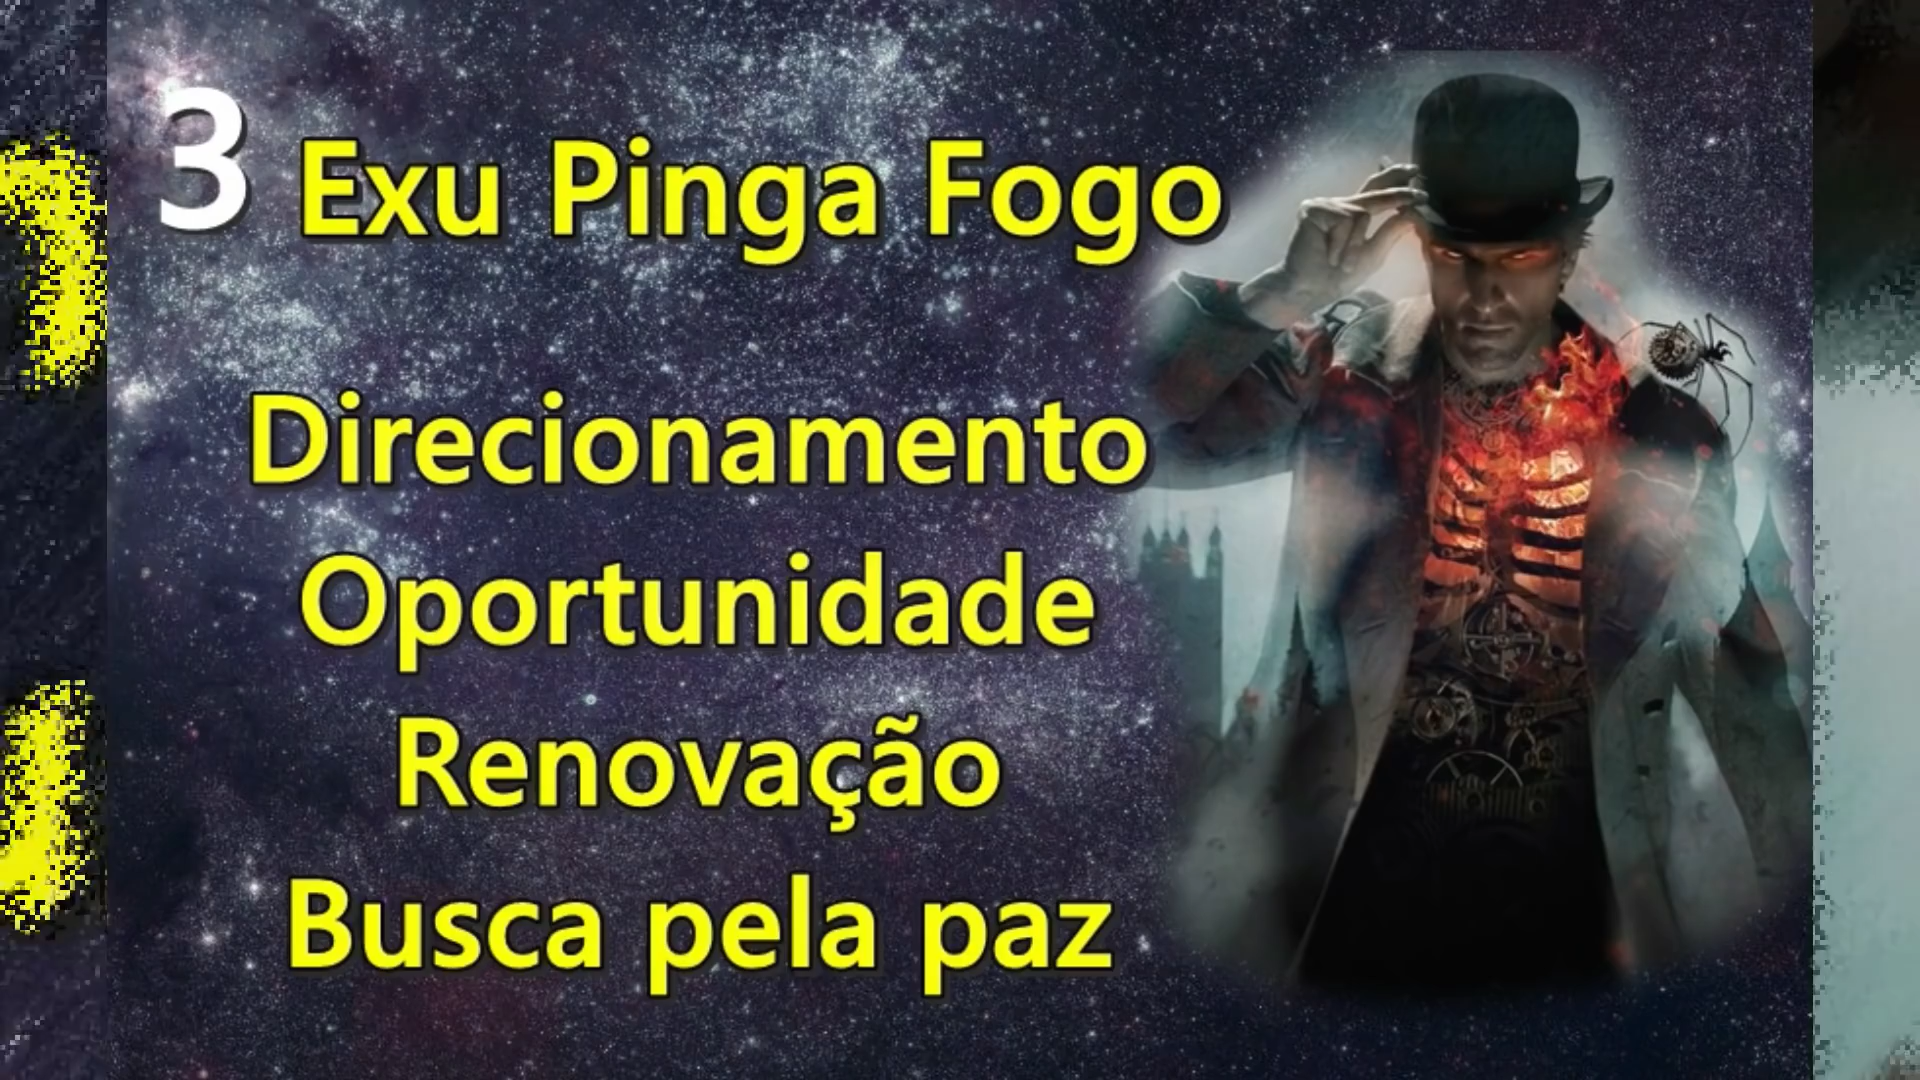 3 Exu Pinga Fogo
Direcionamento
Oportunidade
Renovação
Busca pela paz